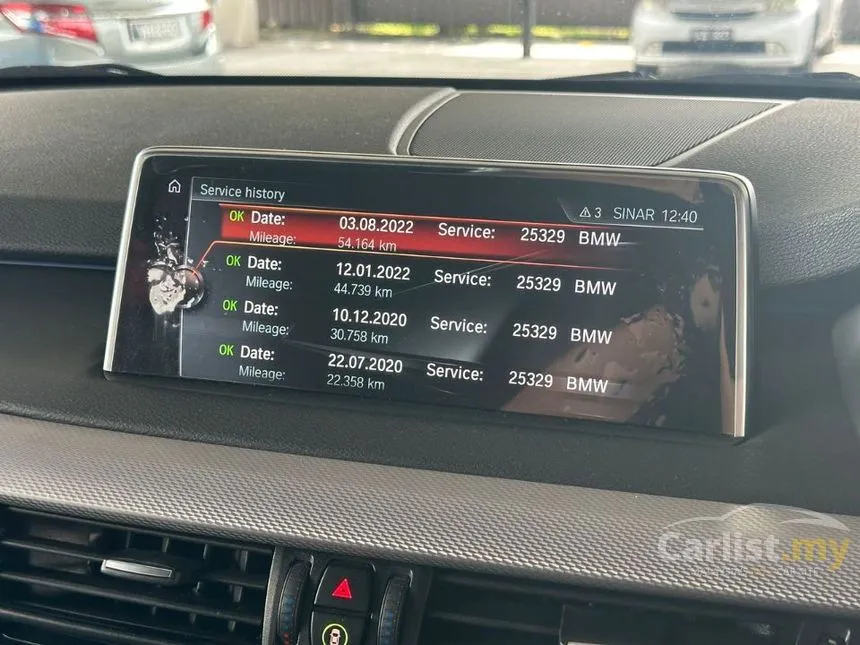 Service history
3 SINAR 12:40
OK Date: 03.08.2022 Service: 25329 BMW
Mileage: 54.164 km
OK Date: 12.01.2022 Service: 25329 BMW
Mileage: 44.739 km
OK Date: 10.12.2020 Service: 25329 BMW
Mileage: 30.758 km
OK Date: 22.07.2020 Service: 25329 BMW
Mileage: 22.358 km
Carlist.my